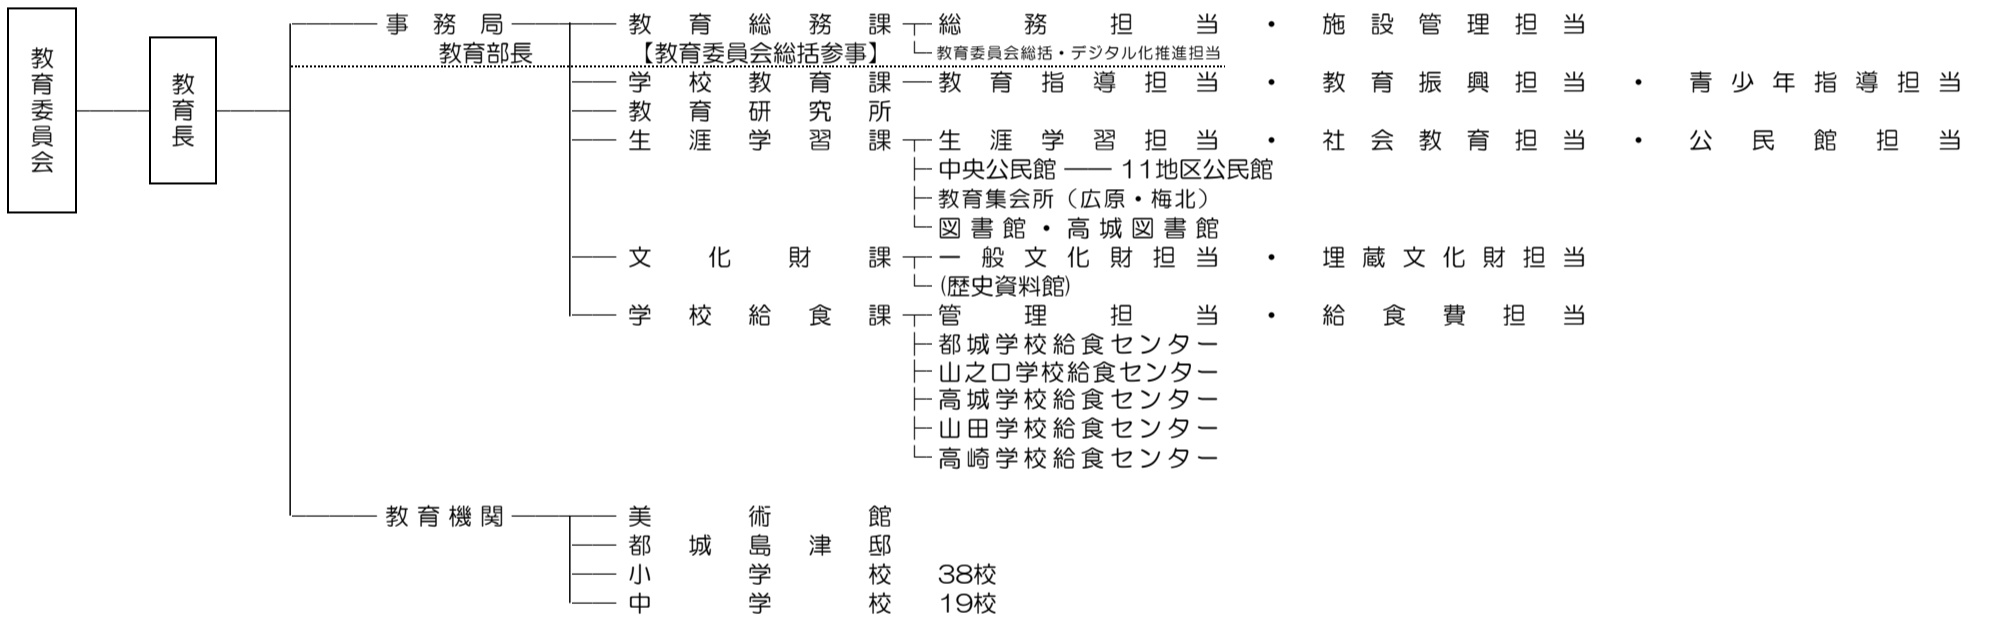 教育委員会
教育長
事務局 教育総務課 総務担当・施設管理担当
教育部長 【教育委員会総括参事】 教育委員会総括・デジタル化推進担当
学校教育課 教育指導担当・教育振興担当・青少年指導担当
教育研究所
生涯学習課 生涯学習担当・社会教育担当・公民館担当
中央公民館 11地区公民館
教育集会所（広原・梅北）
図書館・高城図書館
文化財課 一般文化財担当・埋蔵文化財担当
(歴史資料館)
学校給食課 管理担当・給食費担当
都城学校給食センター
山之口学校給食センター
高城学校給食センター
山田学校給食センター
高崎学校給食センター
教育機関 美術館
都城島津邸
小学校 38校
中学校 19校